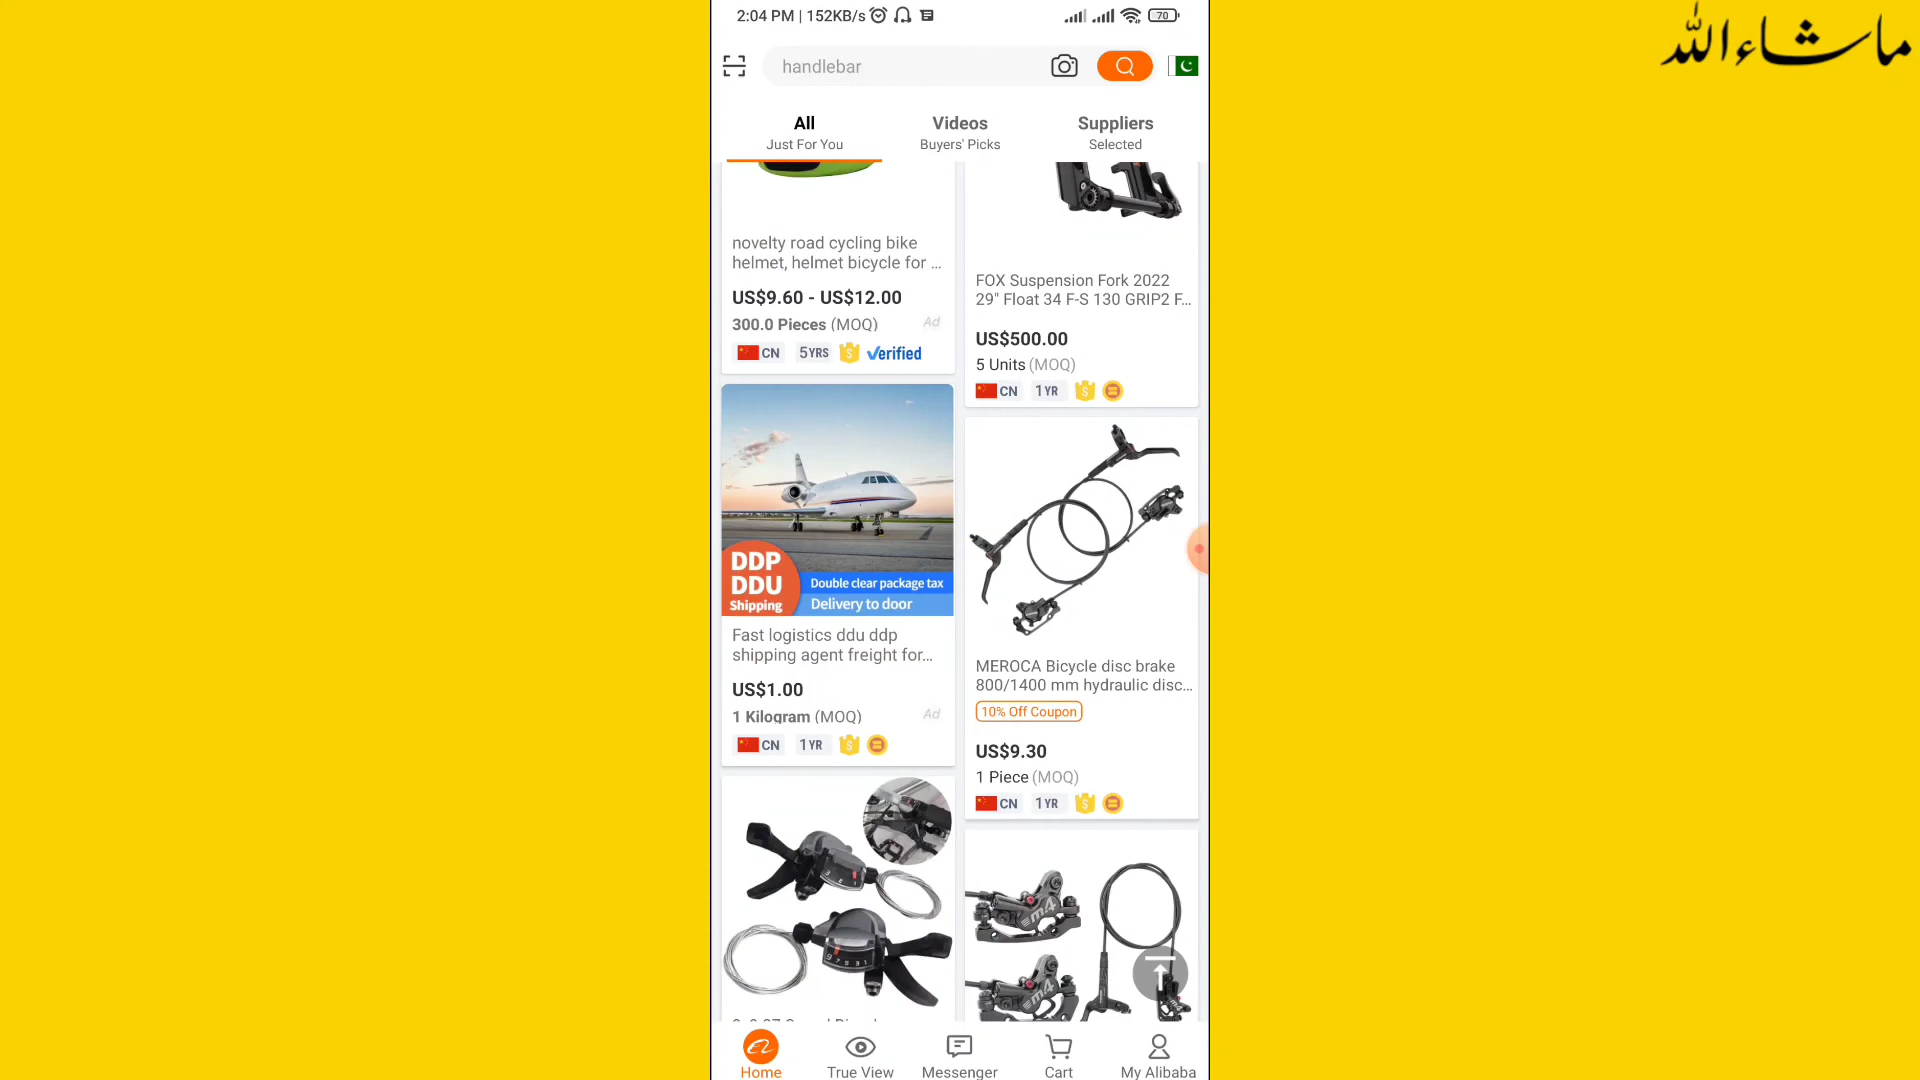 2:04 PM | 152KB/s
70
ماشاءالله
handlebar
All
Just For You
Videos
Buyers' Picks
Suppliers
Selected
novelty road cycling bike
helmet, helmet bicycle for ...
US$9.60 - US$12.00
300.0 Pieces (MOQ)
Ad
CN 5YRS Verified
FOX Suspension Fork 2022
29" Float 34 F-S 130 GRIP2 F...
US$500.00
5 Units (MOQ)
CN 1YR
DDP
DDU
Shipping
Double clear package tax
Delivery to door
Fast logistics ddu ddp
shipping agent freight for...
US$1.00
1 Kilogram (MOQ)
Ad
CN 1YR
MEROCA Bicycle disc brake
800/1400 mm hydraulic disc...
10% Off Coupon
US$9.30
1 Piece (MOQ)
CN 1YR
m4
m4
Home
True View
Messenger
Cart
My Alibaba